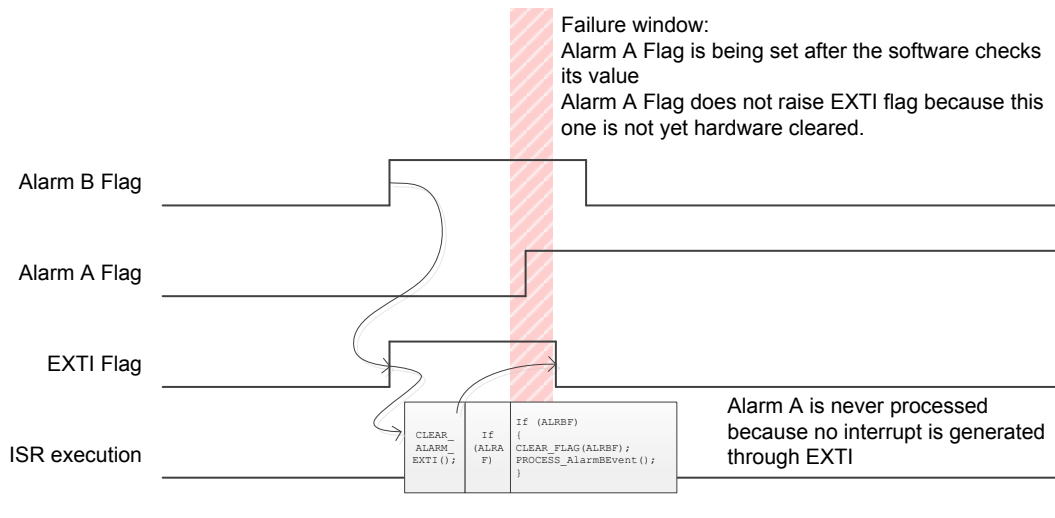 Failure window:
Alarm A Flag is being set after the software checks
its value
Alarm A Flag does not raise EXTI flag because this
one is not yet hardware cleared.
Alarm B Flag
Alarm A Flag
EXTI Flag
ISR execution
CLEAR_
ALARM_
EXTI();
If
(ALRA
F)
If (ALRBF)
{
CLEAR_FLAG(ALRBF);
PROCESS_AlarmBEvent();
}
Alarm A is never processed
because no interrupt is generated
through EXTI